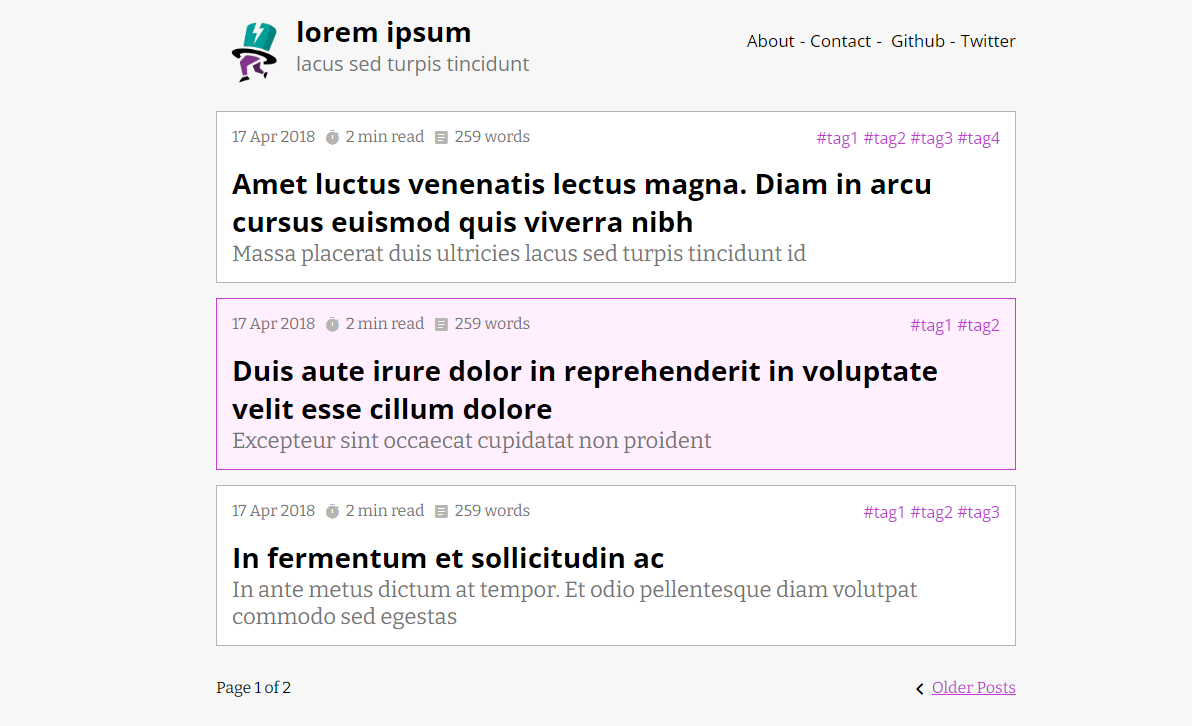 lorem ipsum
lacus sed turpis tincidunt
About - Contact - Github - Twitter
17 Apr 2018 2 min read 259 words #tag1 #tag2 #tag3 #tag4
Amet luctus venenatis lectus magna. Diam in arcu
cursus euismod quis viverra nibh
Massa placerat duis ultricies lacus sed turpis tincidunt id
17 Apr 2018 2 min read 259 words #tag1 #tag2
Duis aute irure dolor in reprehenderit in voluptate
velit esse cillum dolore
Excepteur sint occaecat cupidatat non proident
17 Apr 2018 2 min read 259 words #tag1 #tag2 #tag3
In fermentum et sollicitudin ac
In ante metus dictum at tempor. Et odio pellentesque diam volutpat
commodo sed egestas
Page 1 of 2
Older Posts